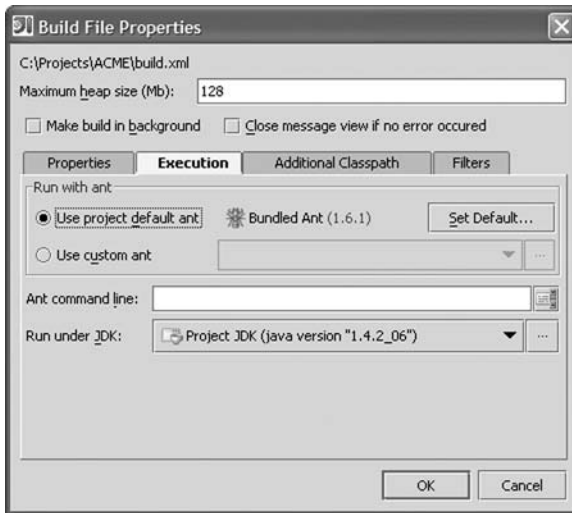 Build File Properties
C:\Projects\ACME\build.xml
Maximum heap size (Mb): 128
Make build in background Close message view if no error occured
Properties Execution Additional Classpath Filters
Run with ant
Use project default ant Bundled Ant (1.6.1) Set Default...
Use custom ant ...
Ant command line:
Run under JDK: Project JDK (java version "1.4.2_06") ...
OK Cancel